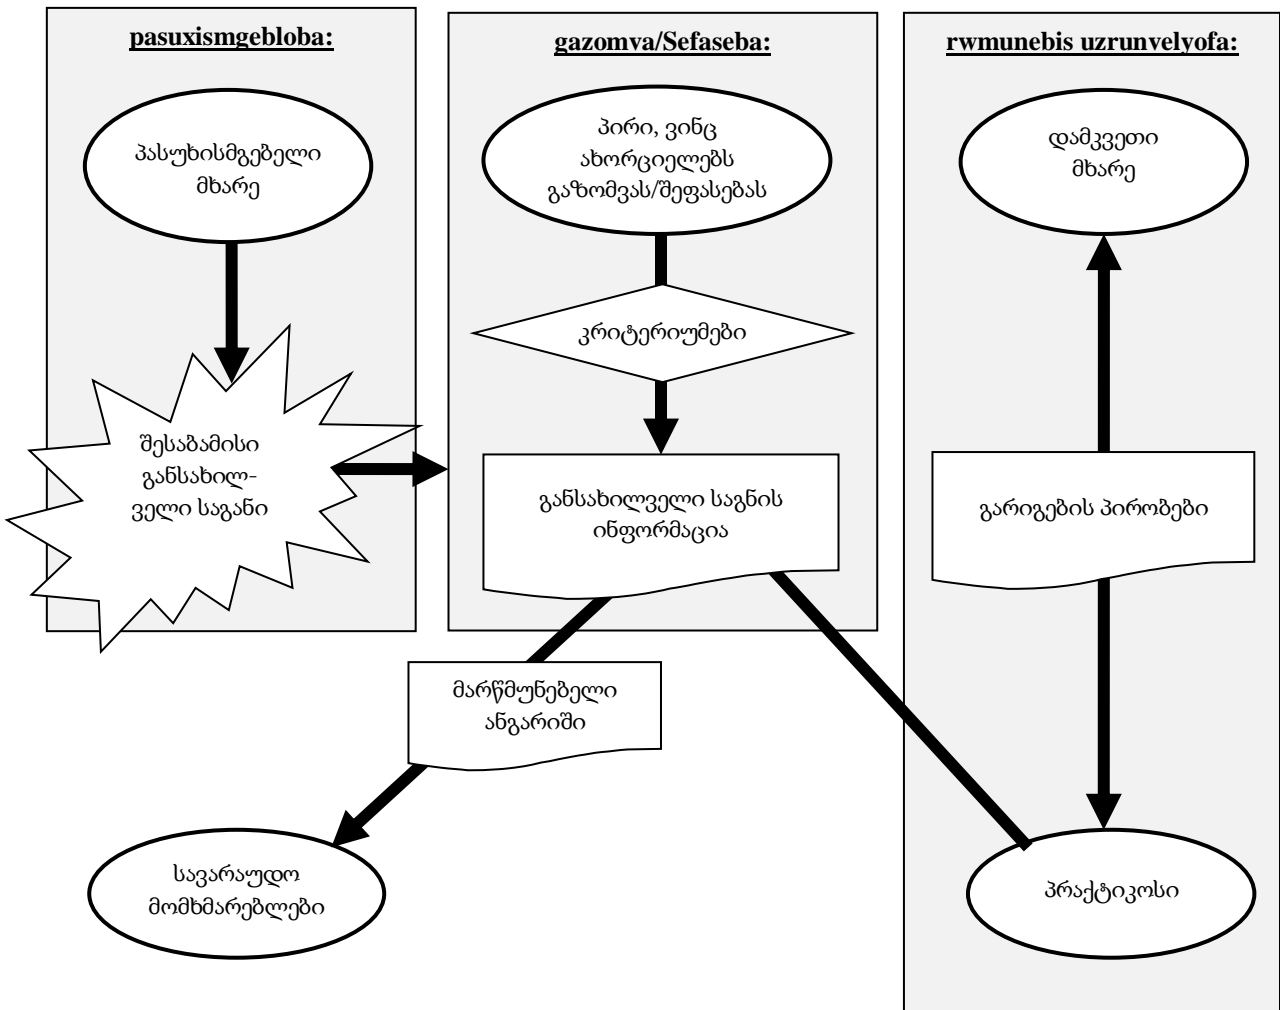 pasuxismgebloba:
პასუხისმგებელი
მხარე
შესაბამისი
განსახილ-
ველი საგანი
gazomva/Sefaseba:
პირი, ვინც
ახორციელებს
გაზომვას/შეფასებას
კრიტერიუმები
განსახილველი საგნის
ინფორმაცია
rwmunebis uzrunvelyofa:
დამკვეთი
მხარე
გარიგების პირობები
მარწმუნებელი
ანგარიში
სავარაუდო
მომხმარებლები
პრაქტიკოსი